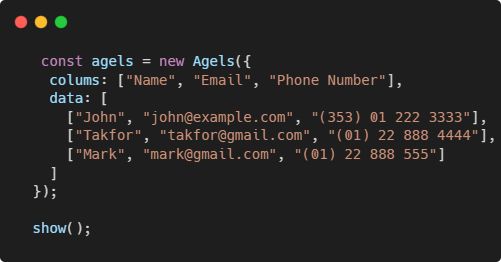 const agels = new Agels({
colums: ["Name", "Email", "Phone Number"],
data: [
["John", "john@example.com", "(353) 01 222 3333"],
["Takfor", "takfor@gmail.com", "(01) 22 888 4444"],
["Mark", "mark@gmail.com", "(01) 22 888 555"]
]
});
show();